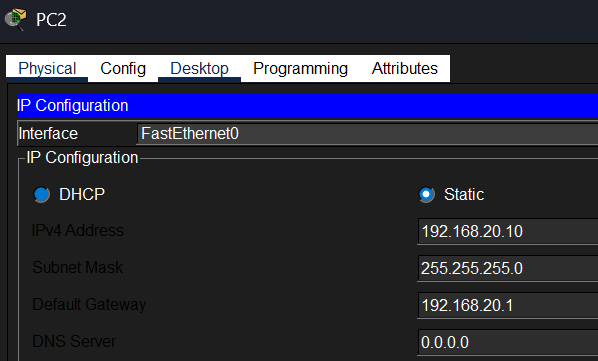 PC2
Physical Config Desktop Programming Attributes
IP Configuration
Interface FastEthernet0
IP Configuration
DHCP Static
IPv4 Address 192.168.20.10
Subnet Mask 255.255.255.0
Default Gateway 192.168.20.1
DNS Server 0.0.0.0